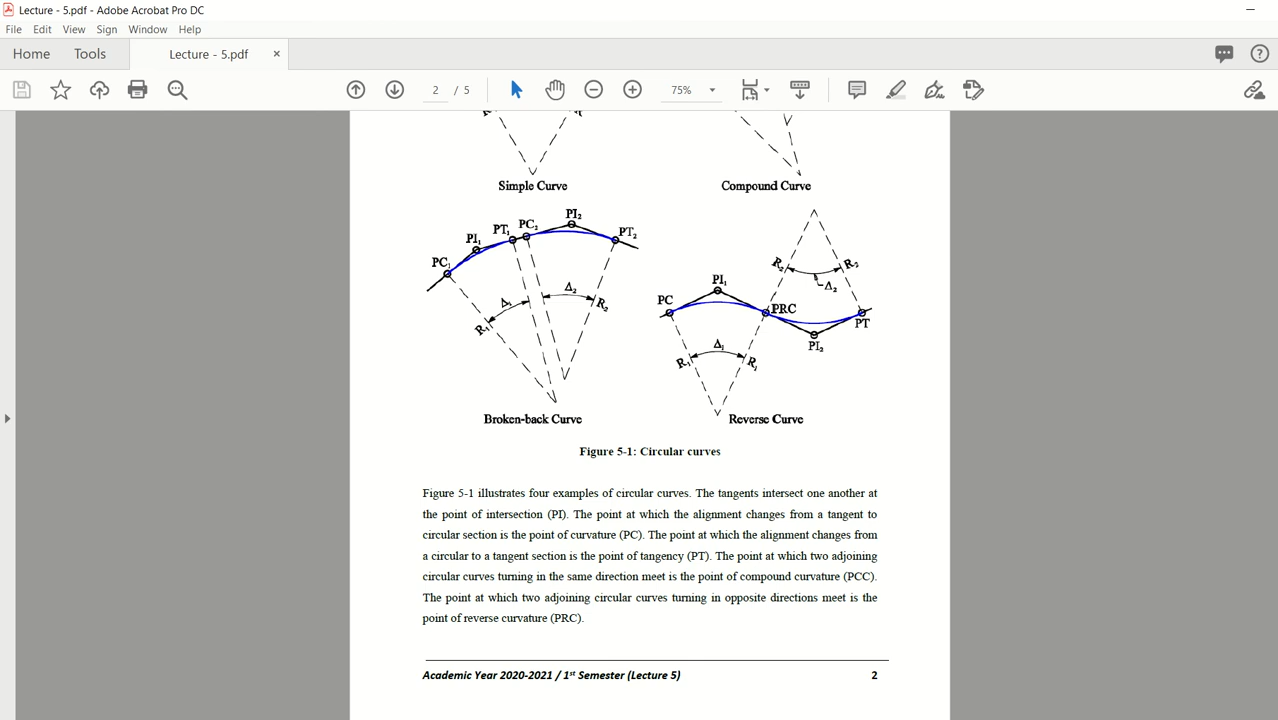 Lecture - 5.pdf - Adobe Acrobat Pro DC
File Edit View Sign Window Help
Home Tools Lecture - 5.pdf ×
2 / 5 75%
Simple Curve Compound Curve
PC₁ PI₁ PT₁ PC₂ PI₂ PT₂
R₁ Δ₁ Δ₂ R₂
Broken-back Curve
R₂ R₂
Δ₂
PC PI₁ PRC PI₂ PT
R₁ Δ₁ R₁
Reverse Curve
Figure 5-1: Circular curves
Figure 5-1 illustrates four examples of circular curves. The tangents intersect one another at
the point of intersection (PI). The point at which the alignment changes from a tangent to
circular section is the point of curvature (PC). The point at which the alignment changes from
a circular to a tangent section is the point of tangency (PT). The point at which two adjoining
circular curves turning in the same direction meet is the point of compound curvature (PCC).
The point at which two adjoining circular curves turning in opposite directions meet is the
point of reverse curvature (PRC).
Academic Year 2020-2021 / 1st Semester (Lecture 5) 2